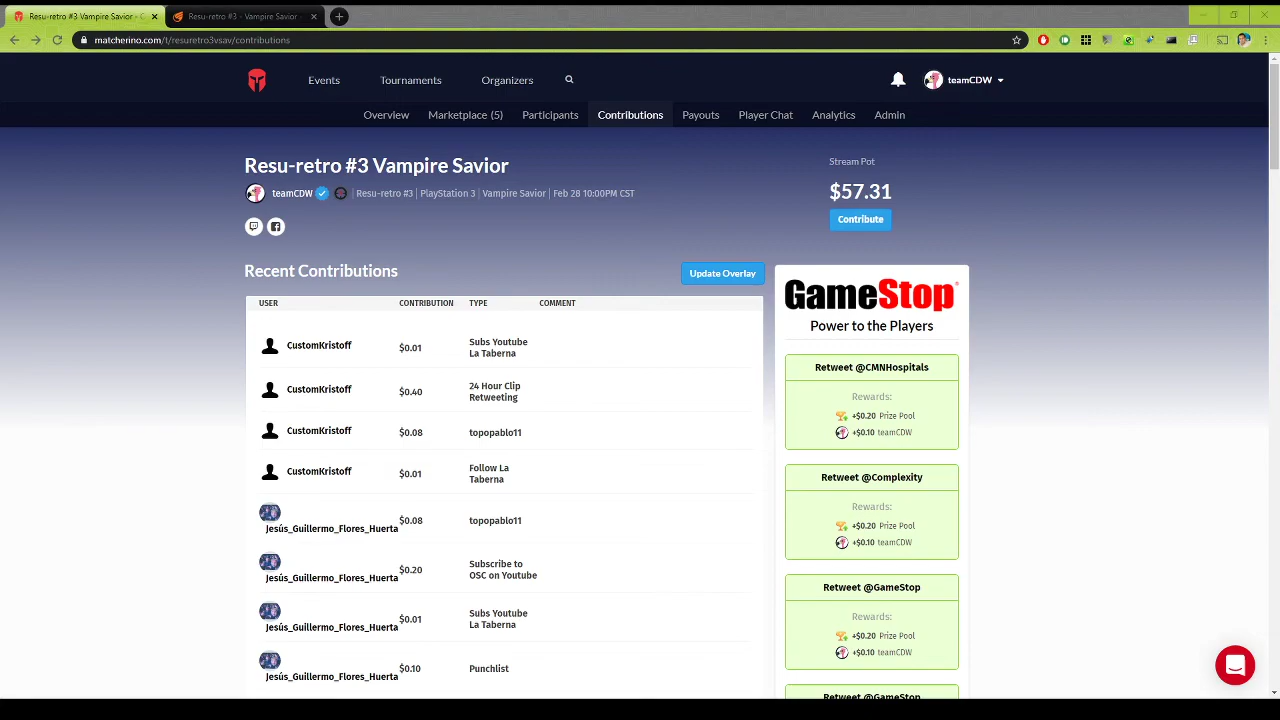 Resu-retro #3 Vampire Savior - C
Resu-retro #3 - Vampire Savior -
matcherino.com/t/resuretro3vsav/contributions
Events Tournaments Organizers teamCDW
Overview Marketplace (5) Participants Contributions Payouts Player Chat Analytics Admin
Resu-retro #3 Vampire Savior
teamCDW | Resu-retro #3 | PlayStation 3 | Vampire Savior | Feb 28 10:00PM CST
Stream Pot
$57.31
Contribute
Recent Contributions
Update Overlay
USER CONTRIBUTION TYPE COMMENT
CustomKristoff $0.01 Subs Youtube
La Taberna
CustomKristoff $0.40 24 Hour Clip
Retweeting
CustomKristoff $0.08 topopablo11
CustomKristoff $0.01 Follow La
Taberna
Jesús_Guillermo_Flores_Huerta $0.08 topopablo11
Jesús_Guillermo_Flores_Huerta $0.20 Subscribe to
OSC on Youtube
Jesús_Guillermo_Flores_Huerta $0.01 Subs Youtube
La Taberna
Jesús_Guillermo_Flores_Huerta $0.10 Punchlist
GameStop
Power to the Players
Retweet @CMNHospitals
Rewards:
+$0.20 Prize Pool
+$0.10 teamCDW
Retweet @Complexity
Rewards:
+$0.20 Prize Pool
+$0.10 teamCDW
Retweet @GameStop
Rewards:
+$0.20 Prize Pool
+$0.10 teamCDW
Retweet @GameStop